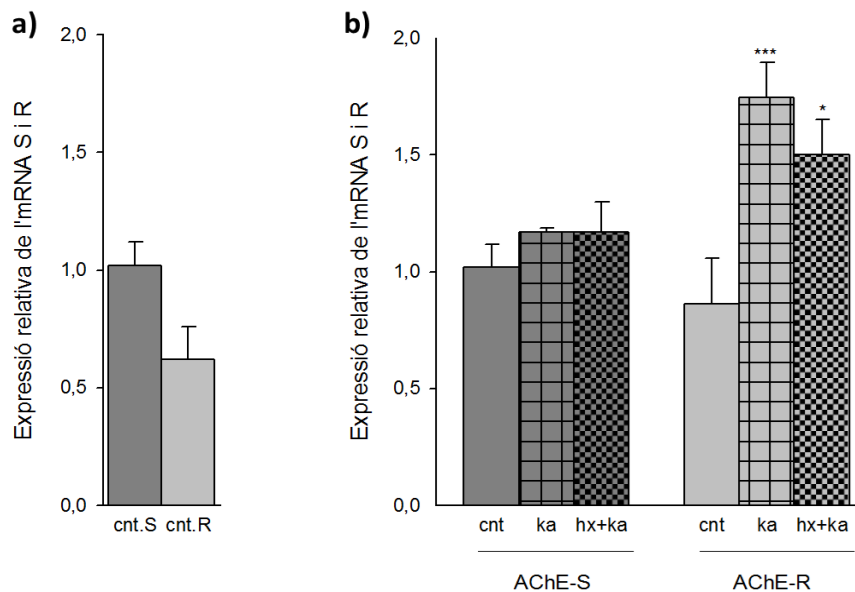 a)
Expressió relativa de l'mRNA S i R
2,0
1,5
1,0
0,5
0,0
cnt.S cnt.R
b)
Expressió relativa de l'mRNA S i R
2,0
1,5
1,0
0,5
0,0
***
*
cnt ka hx+ka cnt ka hx+ka
AChE-S AChE-R